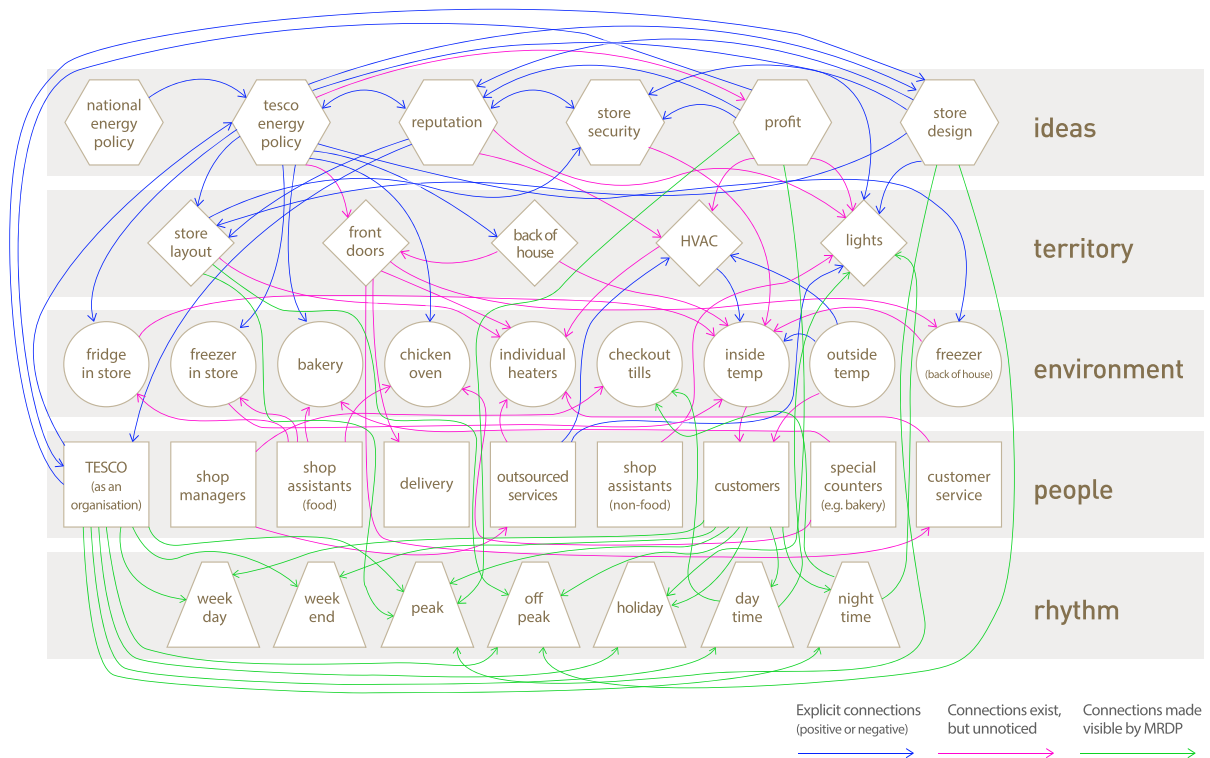 national
energy
policy
tesco
energy
policy
reputation
store
security
profit
store
design
ideas
store
layout
front
doors
back of
house
HVAC
lights
territory
fridge
in store
freezer
in store
bakery
chicken
oven
individual
heaters
checkout
tills
inside
temp
outside
temp
freezer
(back of house)
environment
TESCO
(as an
organisation)
shop
managers
shop
assistants
(food)
delivery
outsourced
services
shop
assistants
(non-food)
customers
special
counters
(e.g. bakery)
customer
service
people
week
day
week
end
peak
off
peak
holiday
day
time
night
time
rhythm
Explicit connections
(positive or negative)
Connections exist,
but unnoticed
Connections made
visible by MRDP